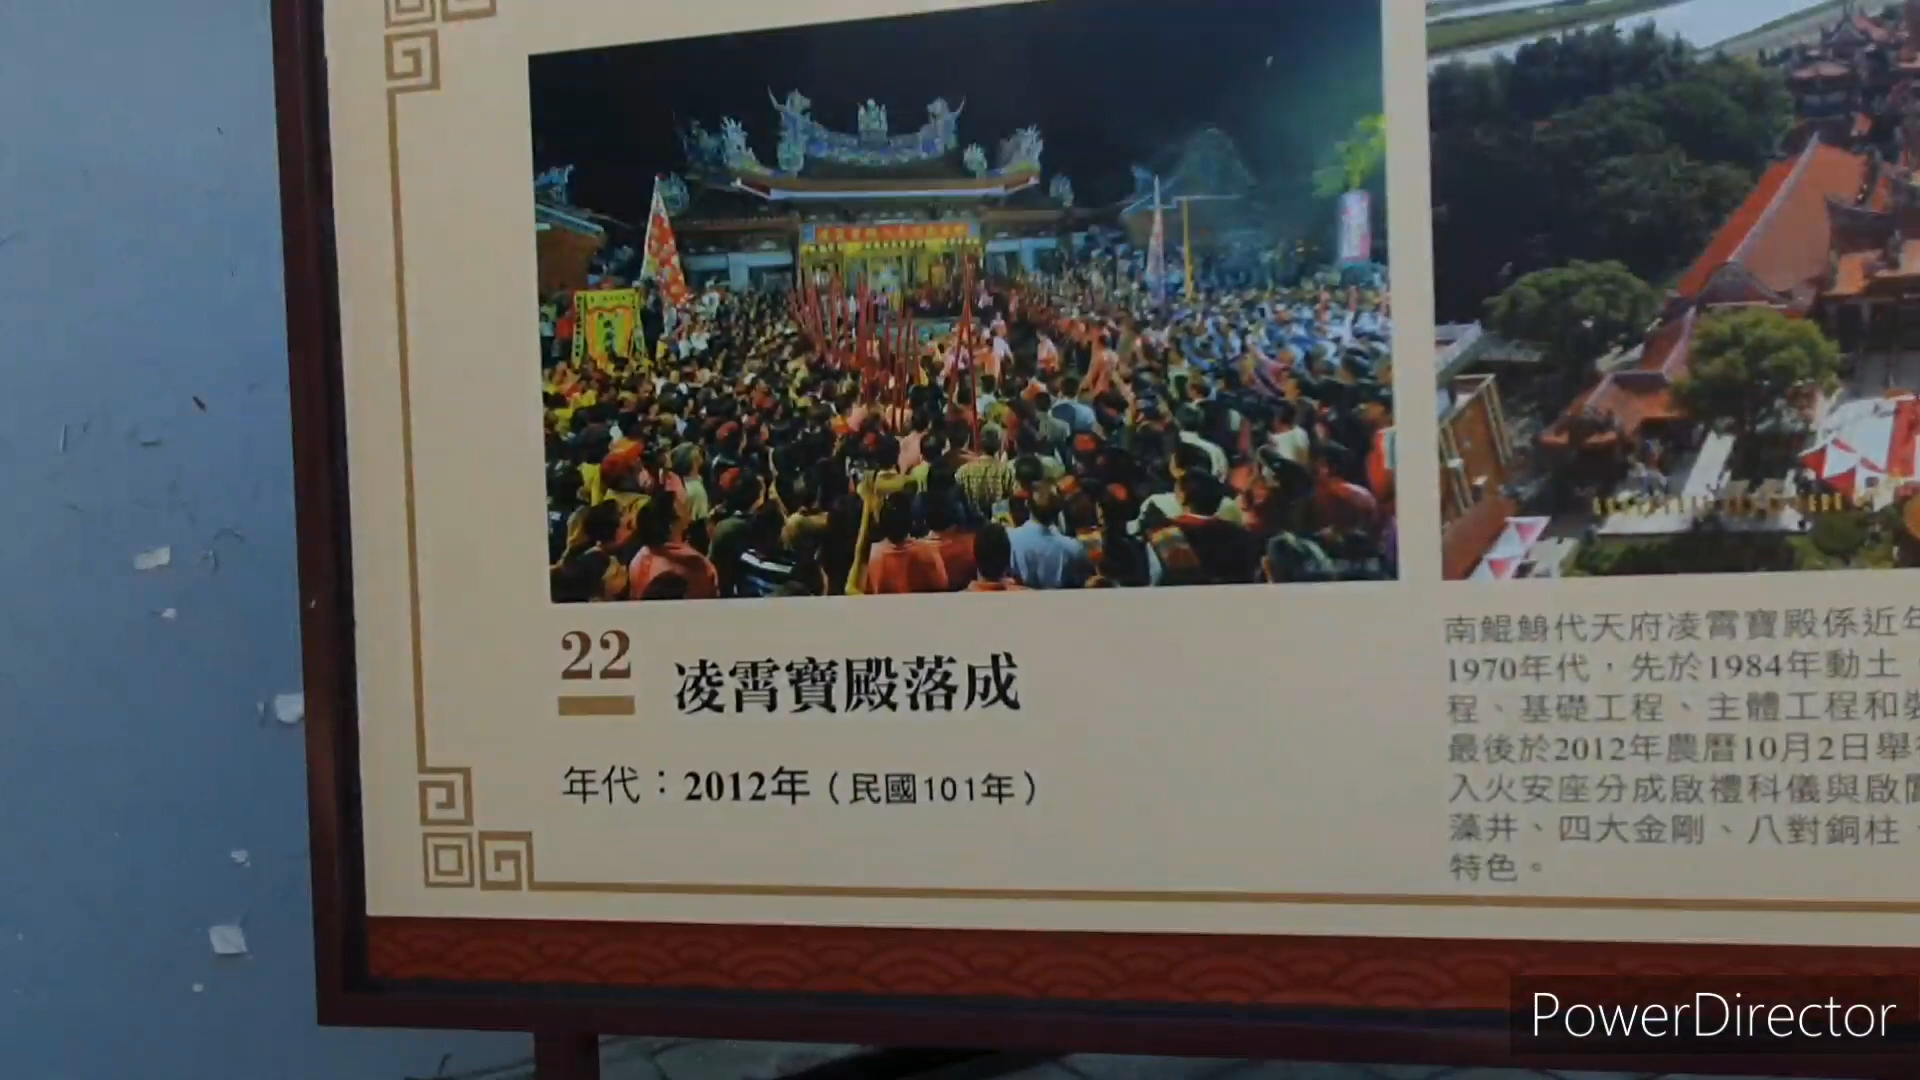 22
凌霄寶殿落成
年代：2012年（民國101年）
南鯤鯓代天府凌霄寶殿係近年
1970年代，先於1984年動土
程、基礎工程、主體工程和裝
最後於2012年農曆10月2日舉
入火安座分成啟禮科儀與啟
藻井、四大金剛、八對銅柱、
特色。
PowerDirector